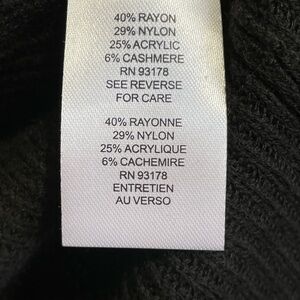 40% RAYON
29% NYLON
25% ACRYLIC
6% CASHMERE
RN 93178
SEE REVERSE
FOR CARE
40% RAYONNE
29% NYLON
25% ACRYLIQUE
6% CACHEMIRE
RN 93178
ENTRETIEN
AU VERSO